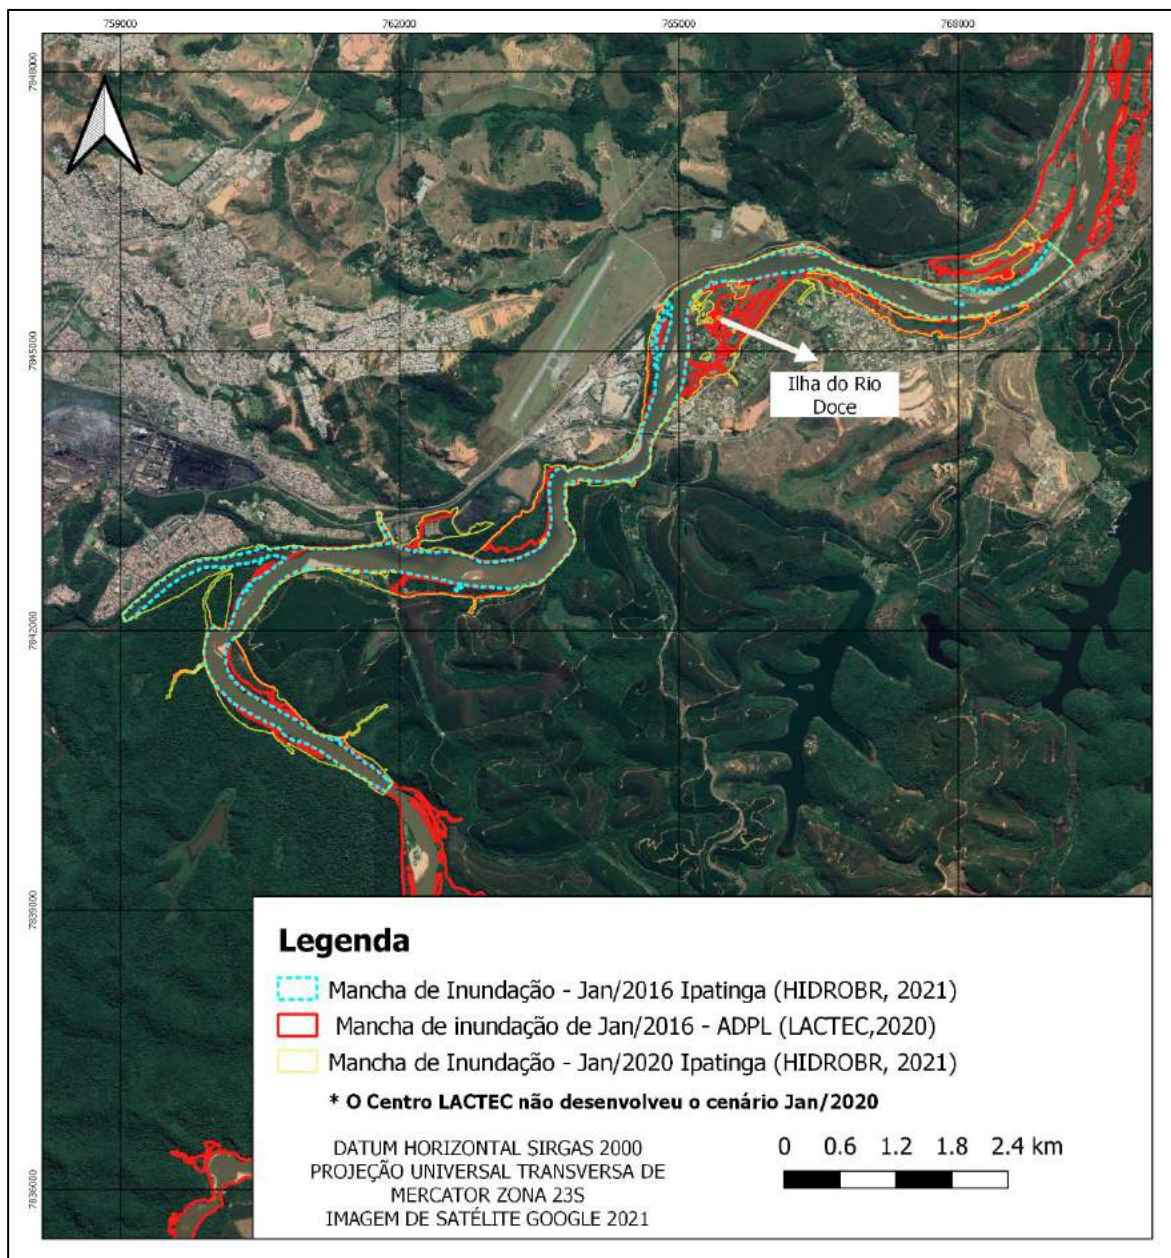 759000
762000
765000
768000
7848000
7845000
7842000
7839000
7836000
Ilha do Rio
Doce
Legenda
Mancha de Inundação - Jan/2016 Ipatinga (HIDROBR, 2021)
Mancha de inundação de Jan/2016 - ADPL (LACTEC,2020)
Mancha de Inundação - Jan/2020 Ipatinga (HIDROBR, 2021)
* O Centro LACTEC não desenvolveu o cenário Jan/2020
DATUM HORIZONTAL SIRGAS 2000
PROJEÇÃO UNIVERSAL TRANSVERSA DE
MERCATOR ZONA 23S
IMAGEM DE SATÉLITE GOOGLE 2021
0 0.6 1.2 1.8 2.4 km